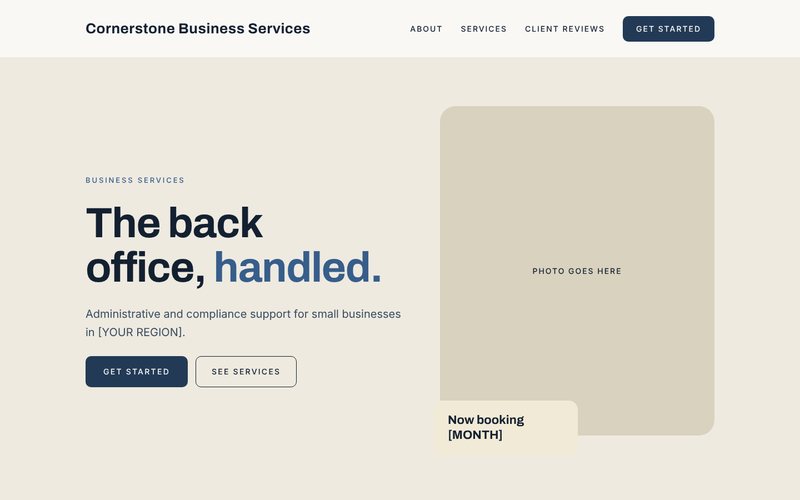 Cornerstone Business Services
ABOUT
SERVICES
CLIENT REVIEWS
GET STARTED
BUSINESS SERVICES
The back
office, handled.
Administrative and compliance support for small businesses
in [YOUR REGION].
GET STARTED
SEE SERVICES
PHOTO GOES HERE
Now booking
[MONTH]